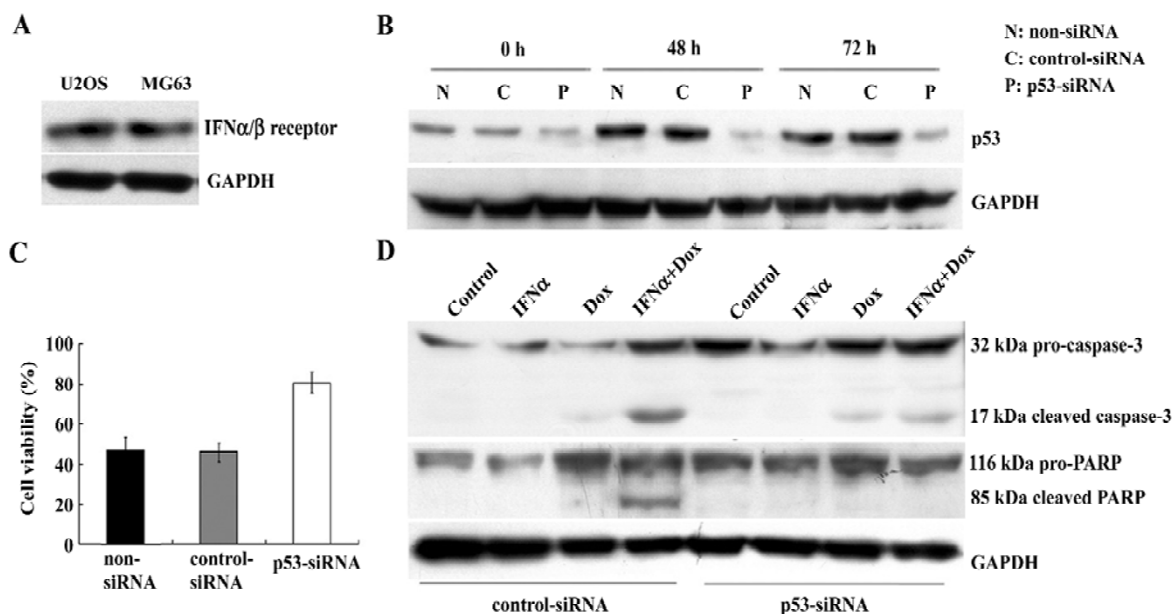 A
U2OS MG63
IFNα/β receptor
GAPDH
B
0 h 48 h 72 h
N C P N C P N C P
p53
GAPDH
N: non-siRNA
C: control-siRNA
P: p53-siRNA
C
Cell viability (%)
100
80
60
40
20
0
non-
siRNA
control-
siRNA
p53-siRNA
D
Control IFNα Dox IFNα+Dox Control IFNα Dox IFNα+Dox
32 kDa pro-caspase-3
17 kDa cleaved caspase-3
116 kDa pro-PARP
85 kDa cleaved PARP
GAPDH
control-siRNA p53-siRNA